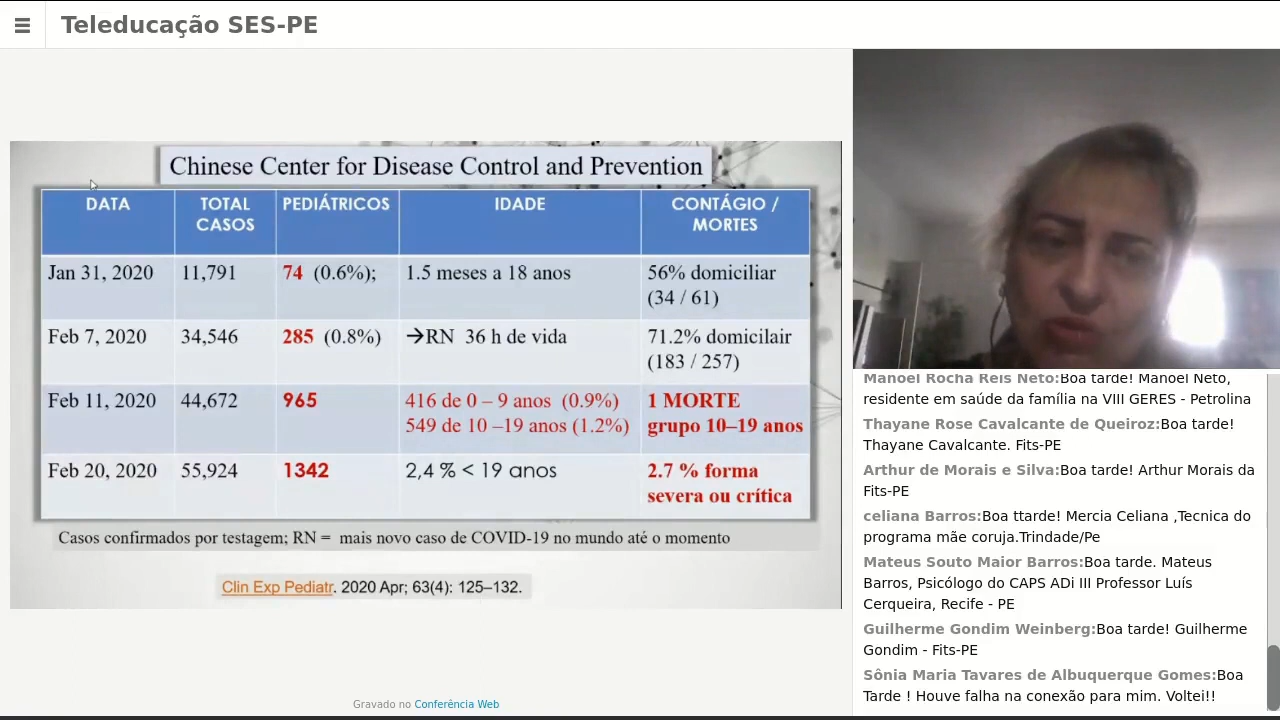 Teleducação SES-PE
Chinese Center for Disease Control and Prevention
DATA TOTAL CASOS PEDIÁTRICOS IDADE CONTÁGIO / MORTES
Jan 31, 2020 11,791 74 (0.6%); 1.5 meses a 18 anos 56% domiciliar (34 / 61)
Feb 7, 2020 34,546 285 (0.8%) →RN 36 h de vida 71.2% domicilair (183 / 257)
Feb 11, 2020 44,672 965 416 de 0 – 9 anos (0.9%) 549 de 10 –19 anos (1.2%) 1 MORTE grupo 10–19 anos
Feb 20, 2020 55,924 1342 2,4 % < 19 anos 2.7 % forma severa ou crítica
Casos confirmados por testagem; RN = mais novo caso de COVID-19 no mundo até o momento
Clin Exp Pediatr. 2020 Apr; 63(4): 125–132.
Gravado no Conferência Web
Manoel Rocha Reis Neto:Boa tarde! Manoel Neto,
residente em saúde da família na VIII GERES - Petrolina
Thayane Rose Cavalcante de Queiroz:Boa tarde!
Thayane Cavalcante. Fits-PE
Arthur de Morais e Silva:Boa tarde! Arthur Morais da
Fits-PE
celiana Barros:Boa ttarde! Mercia Celiana ,Tecnica do
programa mãe coruja.Trindade/Pe
Mateus Souto Maior Barros:Boa tarde. Mateus
Barros, Psicólogo do CAPS ADi III Professor Luís
Cerqueira, Recife - PE
Guilherme Gondim Weinberg:Boa tarde! Guilherme
Gondim - Fits-PE
Sônia Maria Tavares de Albuquerque Gomes:Boa
Tarde ! Houve falha na conexão para mim. Voltei!!